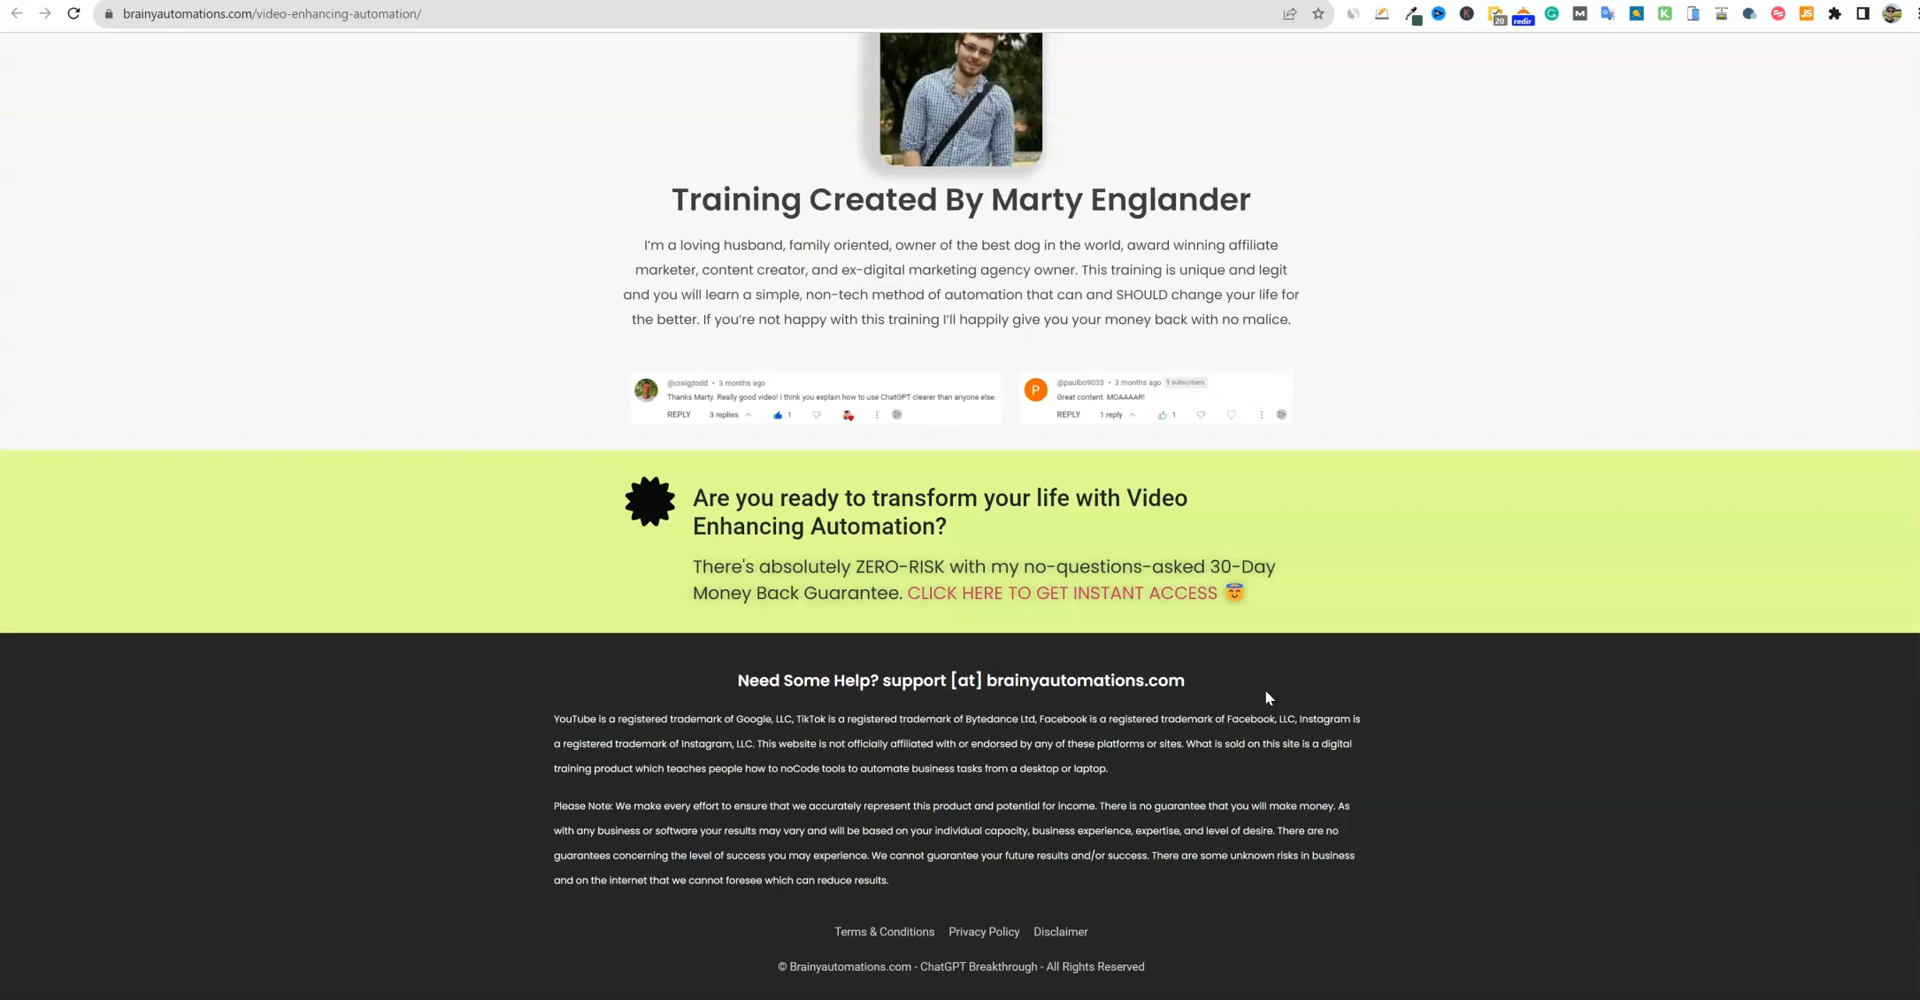 brainyautomations.com/video-enhancing-automation/
20
redir
JS
Training Created By Marty Englander
I'm a loving husband, family oriented, owner of the best dog in the world, award winning affiliate
marketer, content creator, and ex-digital marketing agency owner. This training is unique and legit
and you will learn a simple, non-tech method of automation that can and SHOULD change your life for
the better. If you're not happy with this training I'll happily give you your money back with no malice.
@craigjtodd • 3 months ago
Thanks Marty. Really good video! I think you explain how to use ChatGPT clearer than anyone else.
REPLY 3 replies 1
P
@paulbo9033 • 3 months ago 1 subscribers
Great content. MOAAAAR!
REPLY 1 reply 1
Are you ready to transform your life with Video
Enhancing Automation?
There's absolutely ZERO-RISK with my no-questions-asked 30-Day
Money Back Guarantee. CLICK HERE TO GET INSTANT ACCESS 😇
Need Some Help? support [at] brainyautomations.com
YouTube is a registered trademark of Google, LLC, TikTok is a registered trademark of Bytedance Ltd, Facebook is a registered trademark of Facebook, LLC, Instagram is
a registered trademark of Instagram, LLC. This website is not officially affiliated with or endorsed by any of these platforms or sites. What is sold on this site is a digital
training product which teaches people how to noCode tools to automate business tasks from a desktop or laptop.
Please Note: We make every effort to ensure that we accurately represent this product and potential for income. There is no guarantee that you will make money. As
with any business or software your results may vary and will be based on your individual capacity, business experience, expertise, and level of desire. There are no
guarantees concerning the level of success you may experience. We cannot guarantee your future results and/or success. There are some unknown risks in business
and on the internet that we cannot foresee which can reduce results.
Terms & Conditions Privacy Policy Disclaimer
© Brainyautomations.com - ChatGPT Breakthrough - All Rights Reserved